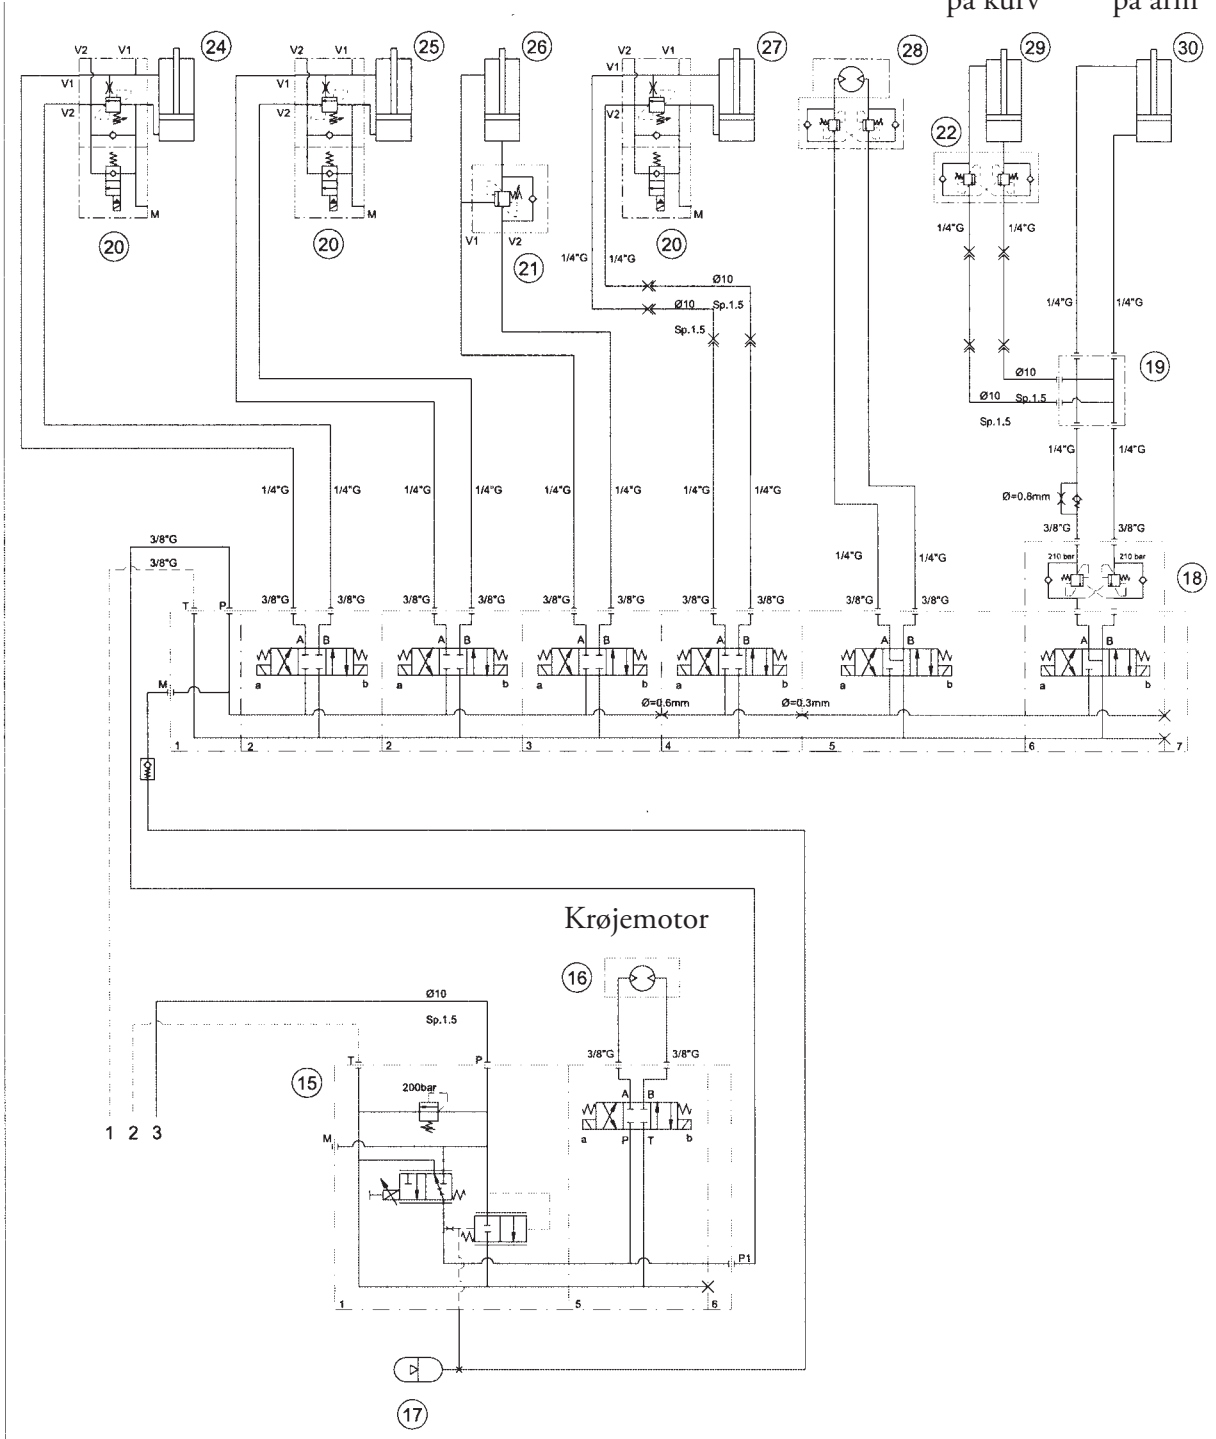 på kurv på arm
24 25 26 27 28 29 30
V2 V1 V2 V1 V2 V1
V1 V1 V1
V2 V2 V2
22
M M M
20 20 21 20
V1 V2
1/4"G 1/4"G
1/4"G 1/4"G
Ø10
Ø10 Sp.1.5
Sp.1.5
1/4"G 1/4"G
19
Ø10
Ø10 Sp.1.5
Sp.1.5
1/4"G 1/4"G
1/4"G 1/4"G 1/4"G 1/4"G 1/4"G 1/4"G 1/4"G 1/4"G
Ø=0.8mm
3/8"G 3/8"G
3/8"G
3/8"G
1/4"G 1/4"G
210 bar 210 bar
18
T P
3/8"G 3/8"G 3/8"G 3/8"G 3/8"G 3/8"G 3/8"G 3/8"G 3/8"G 3/8"G
A B A B A B A B A B A B
M
a b a b a b a b a b a b
Ø=0.6mm Ø=0.3mm
1 2 2 3 4 5 6 7
Krøjemotor
16
Ø10
Sp.1.5
3/8"G 3/8"G
T P
15
200bar
A B
1 2 3
a P T b
M
P1
1 5 6
17